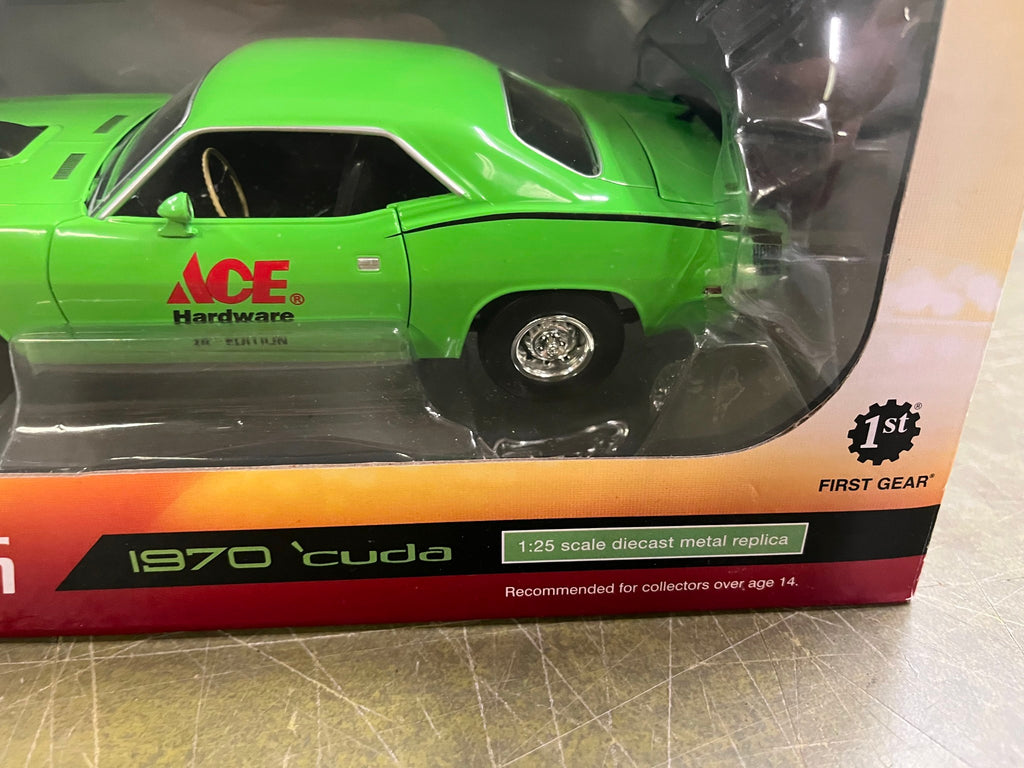 ACE®
Hardware
EDITION
1st®
FIRST GEAR®
1970 'cuda
1:25 scale diecast metal replica
Recommended for collectors over age 14.